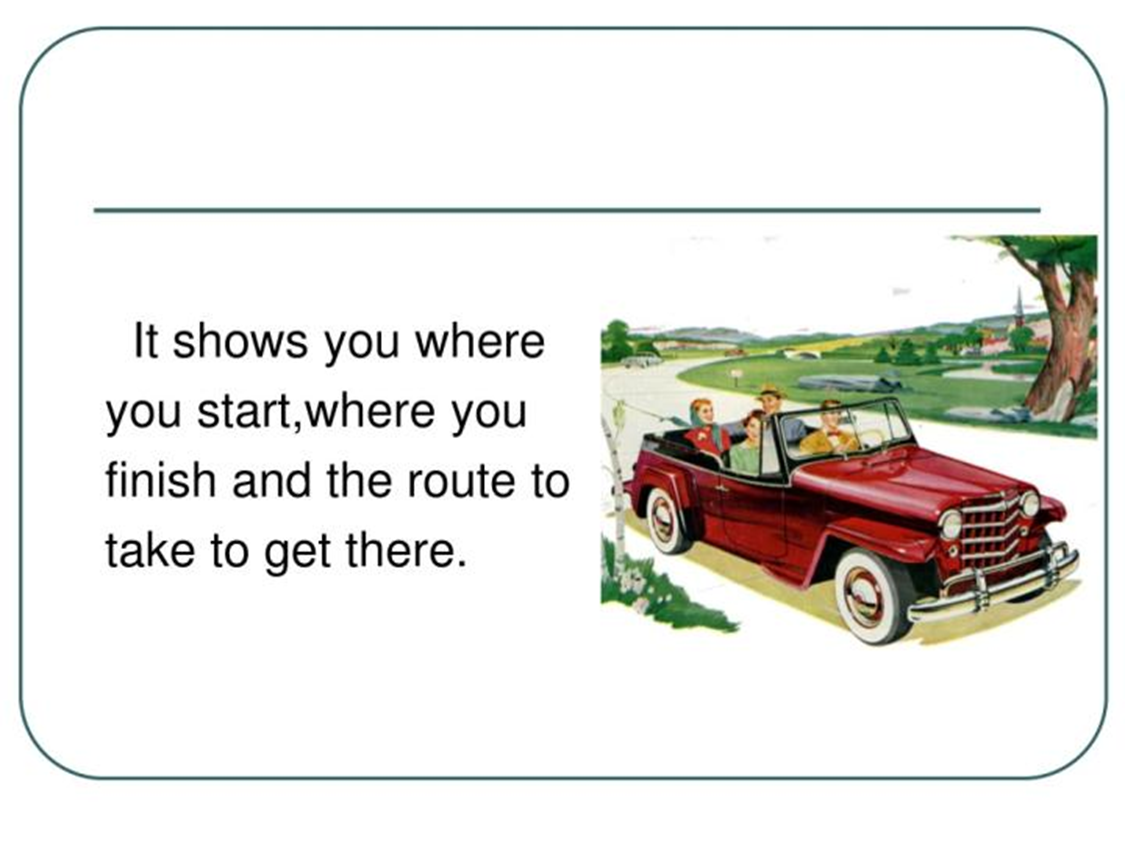 It shows you where
you start,where you
finish and the route to
take to get there.